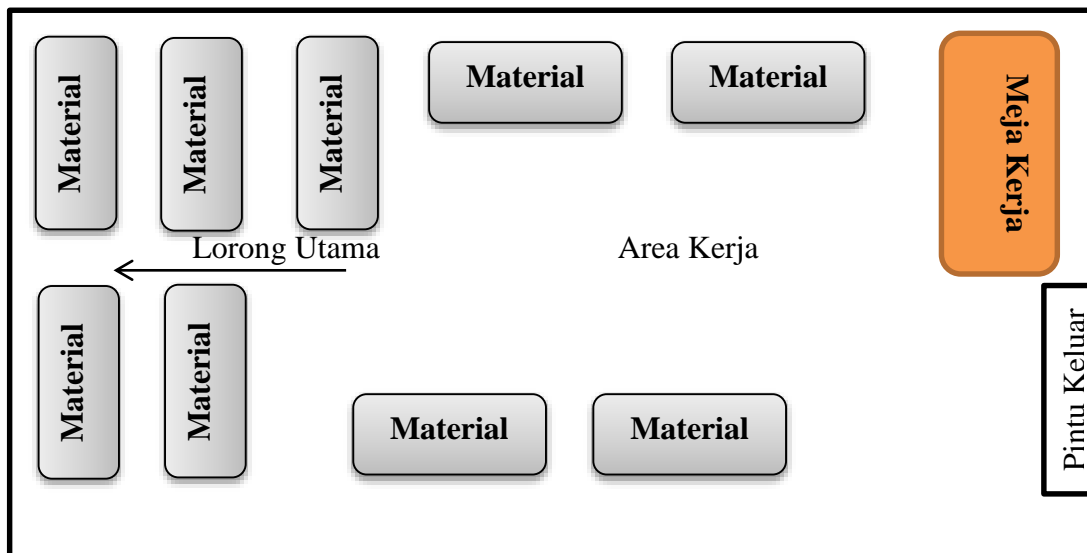 Material
Material
Material
Material
Material
Meja Kerja
Lorong Utama
Area Kerja
Material
Material
Material
Material
Pintu Keluar